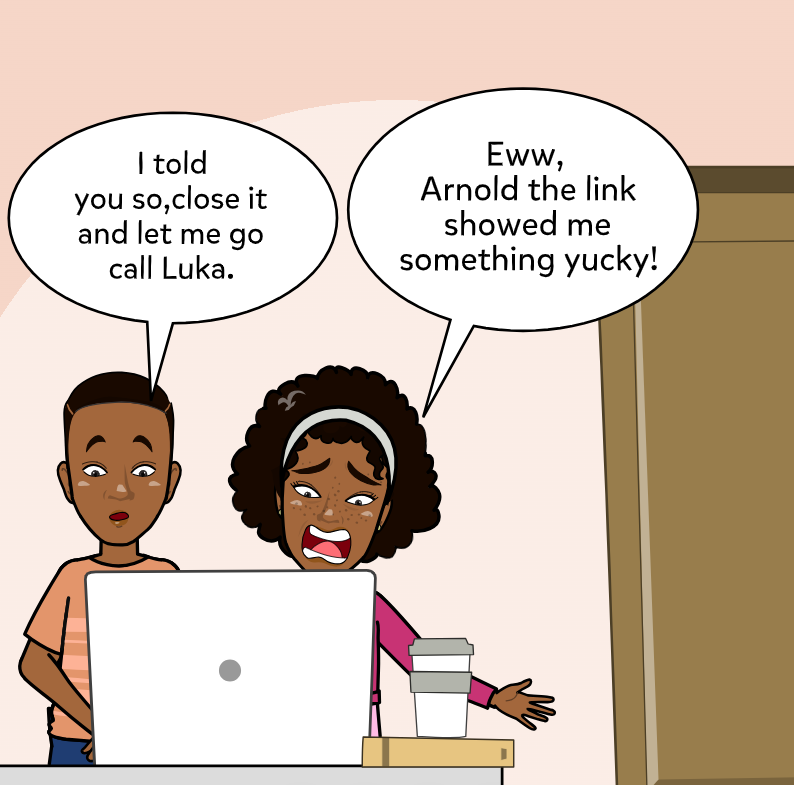 I told
you so,close it
and let me go
call Luka.
Eww,
Arnold the link
showed me
something yucky!